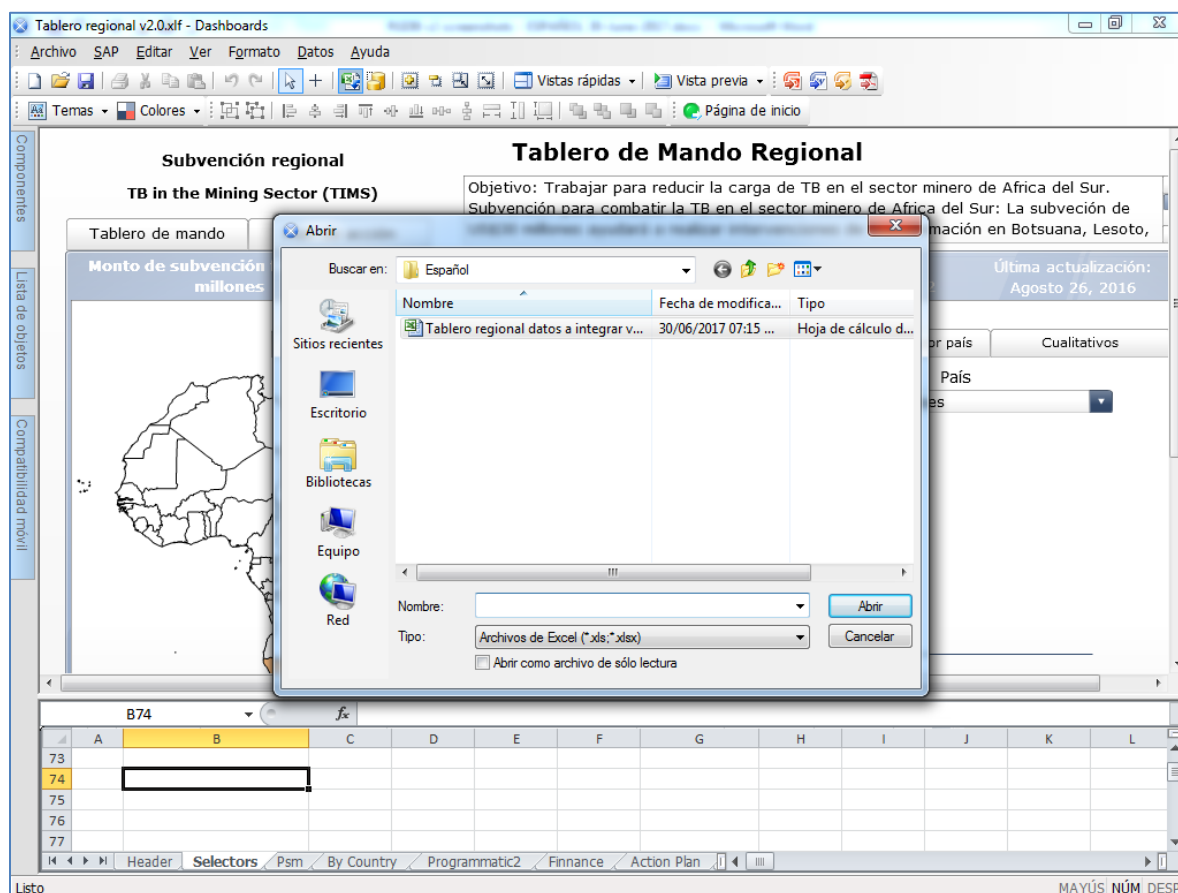 Tablero regional v2.0.xlf - Dashboards
Archivo SAP Editar Ver Formato Datos Ayuda
Vistas rápidas Vista previa
Temas Colores Página de inicio
Componentes
Lista de objetos
Compatibilidad móvil
Subvención regional
TB in the Mining Sector (TIMS)
Tablero de Mando Regional
Objetivo: Trabajar para reducir la carga de TB en el sector minero de Africa del Sur.
Subvención para combatir la TB en el sector minero de Africa del Sur: La subveción de
mación en Botsuana, Lesoto,
Tablero de mando
Monto de subvención
millones
Última actualización:
Agosto 26, 2016
or país Cualitativos
País
es
Abrir
Buscar en: Español
Nombre Fecha de modifica... Tipo
Tablero regional datos a integrar v... 30/06/2017 07:15 ... Hoja de cálculo d...
Sitios recientes
Escritorio
Bibliotecas
Equipo
Red
Nombre: Abrir
Tipo: Archivos de Excel (*.xls;*.xlsx) Cancelar
Abrir como archivo de sólo lectura
B74 fx
A B C D E F G H I J K L
73
74
75
76
77
Header Selectors Psm By Country Programmatic2 Finnance Action Plan
Listo MAYÚS NÚM DESP